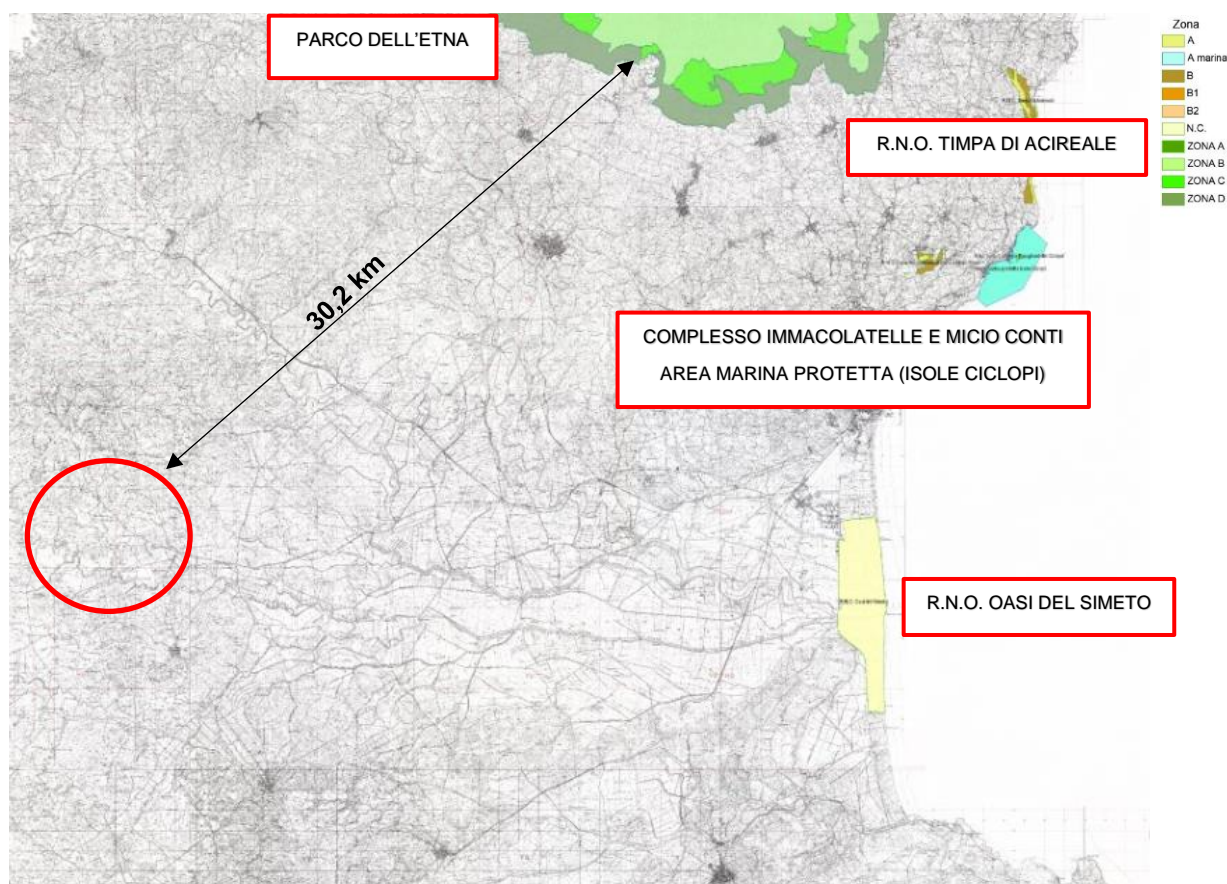 PARCO DELL'ETNA
Zona
A
A marina
B
B1
B2
N.C.
ZONA A
ZONA B
ZONA C
ZONA D
R.N.O. TIMPA DI ACIREALE
30,2 km
COMPLESSO IMMACOLATELLE E MICIO CONTI
AREA MARINA PROTETTA (ISOLE CICLOPI)
R.N.O. OASI DEL SIMETO